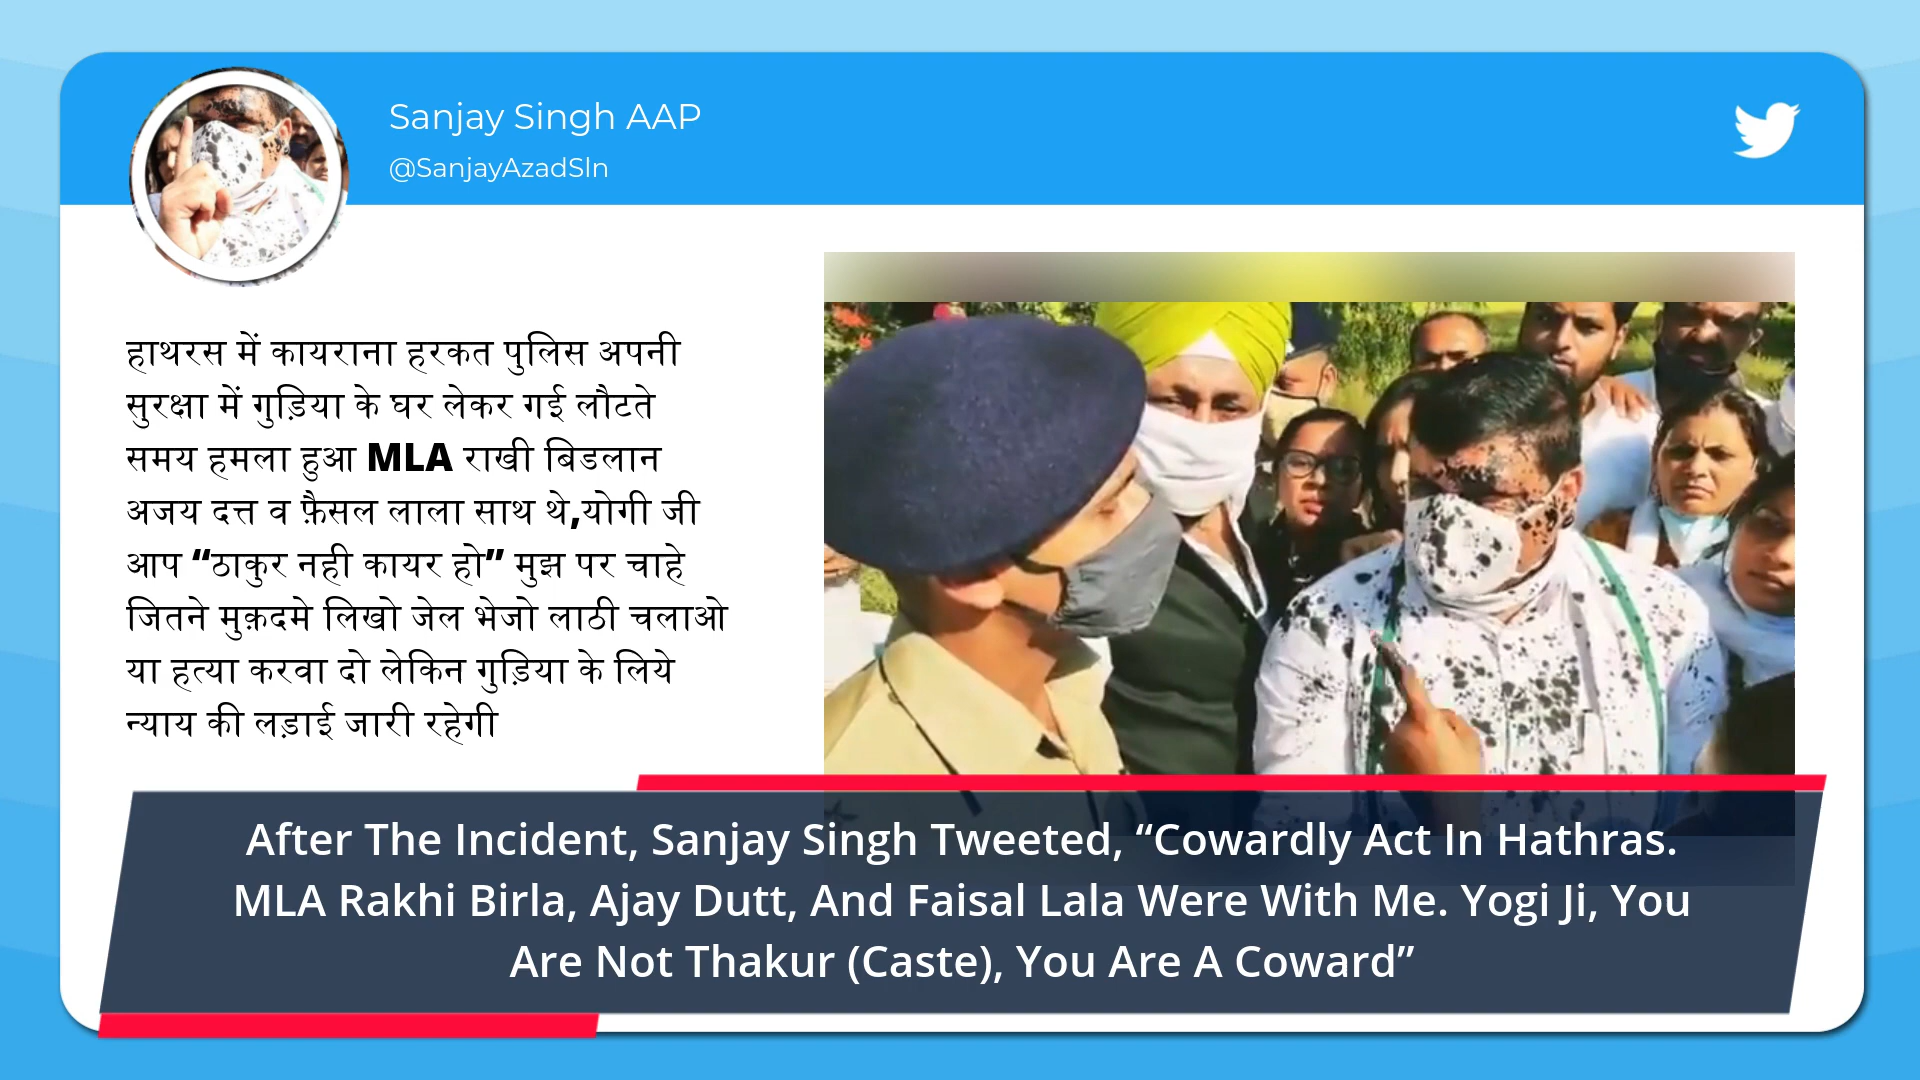 Sanjay Singh AAP
@SanjayAzadSln
हाथरस में कायराना हरकत पुलिस अपनी
सुरक्षा में गुड़िया के घर लेकर गई लौटते
समय हमला हुआ MLA राखी बिडलान
अजय दत्त व फ़ैसल लाला साथ थे,योगी जी
आप “ठाकुर नही कायर हो” मुझ पर चाहे
जितने मुक़दमे लिखो जेल भेजो लाठी चलाओ
या हत्या करवा दो लेकिन गुड़िया के लिये
न्याय की लड़ाई जारी रहेगी
After The Incident, Sanjay Singh Tweeted, “Cowardly Act In Hathras.
MLA Rakhi Birla, Ajay Dutt, And Faisal Lala Were With Me. Yogi Ji, You
Are Not Thakur (Caste), You Are A Coward”